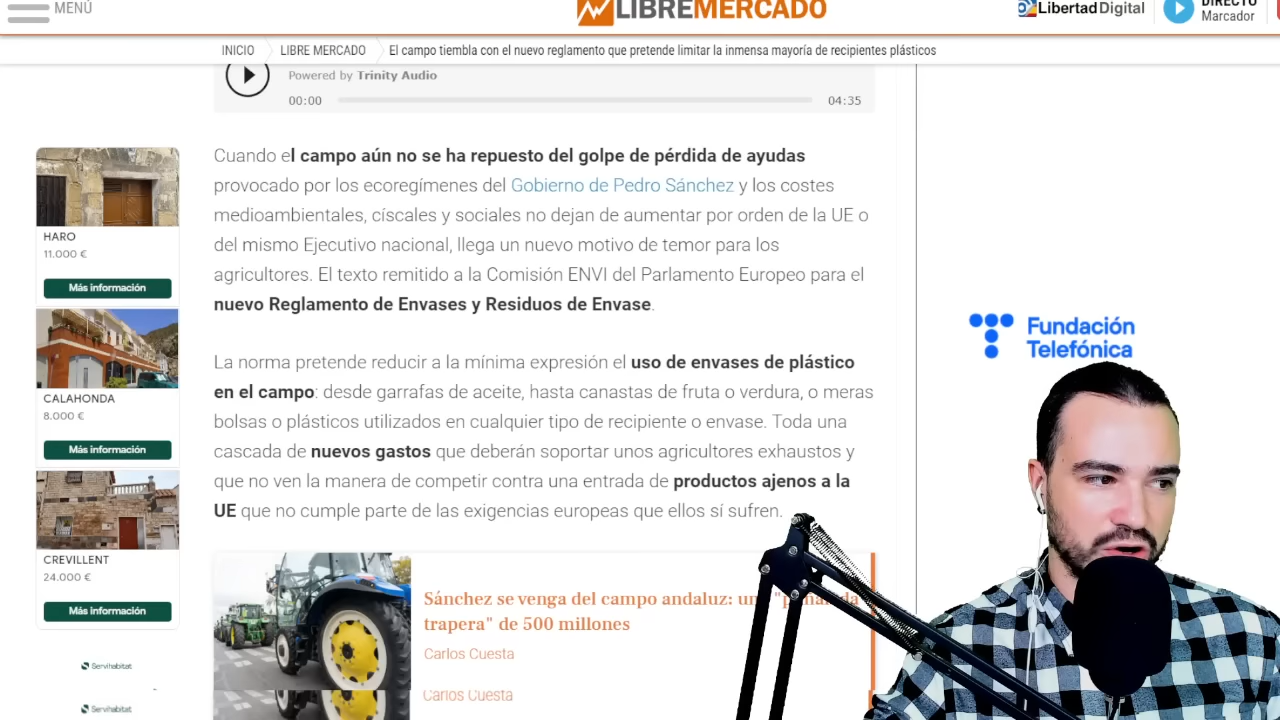 MENÚ
LIBREMERCADO
Libertad Digital
DIRECTO
Marcador
INICIO
LIBRE MERCADO
El campo tiembla con el nuevo reglamento que pretende limitar la inmensa mayoría de recipientes plásticos
Powered by Trinity Audio
00:00
04:35
Cuando el campo aún no se ha repuesto del golpe de pérdida de ayudas
provocado por los ecoregímenes del Gobierno de Pedro Sánchez y los costes
medioambientales, císcales y sociales no dejan de aumentar por orden de la UE o
del mismo Ejecutivo nacional, llega un nuevo motivo de temor para los
agricultores. El texto remitido a la Comisión ENVI del Parlamento Europeo para el
nuevo Reglamento de Envases y Residuos de Envase.
La norma pretende reducir a la mínima expresión el uso de envases de plástico
en el campo: desde garrafas de aceite, hasta canastas de fruta o verdura, o meras
bolsas o plásticos utilizados en cualquier tipo de recipiente o envase. Toda una
cascada de nuevos gastos que deberán soportar unos agricultores exhaustos y
que no ven la manera de competir contra una entrada de productos ajenos a la
UE que no cumple parte de las exigencias europeas que ellos sí sufren.
Sánchez se venga del campo andaluz:
trapera" de 500 millones
Carlos Cuesta
Carlos Cuesta
HARO
11.000 €
Más información
CALAHONDA
8.000 €
Más información
CREVILLENT
24.000 €
Más información
Servihabitat
Servihabitat
Fundación
Telefónica